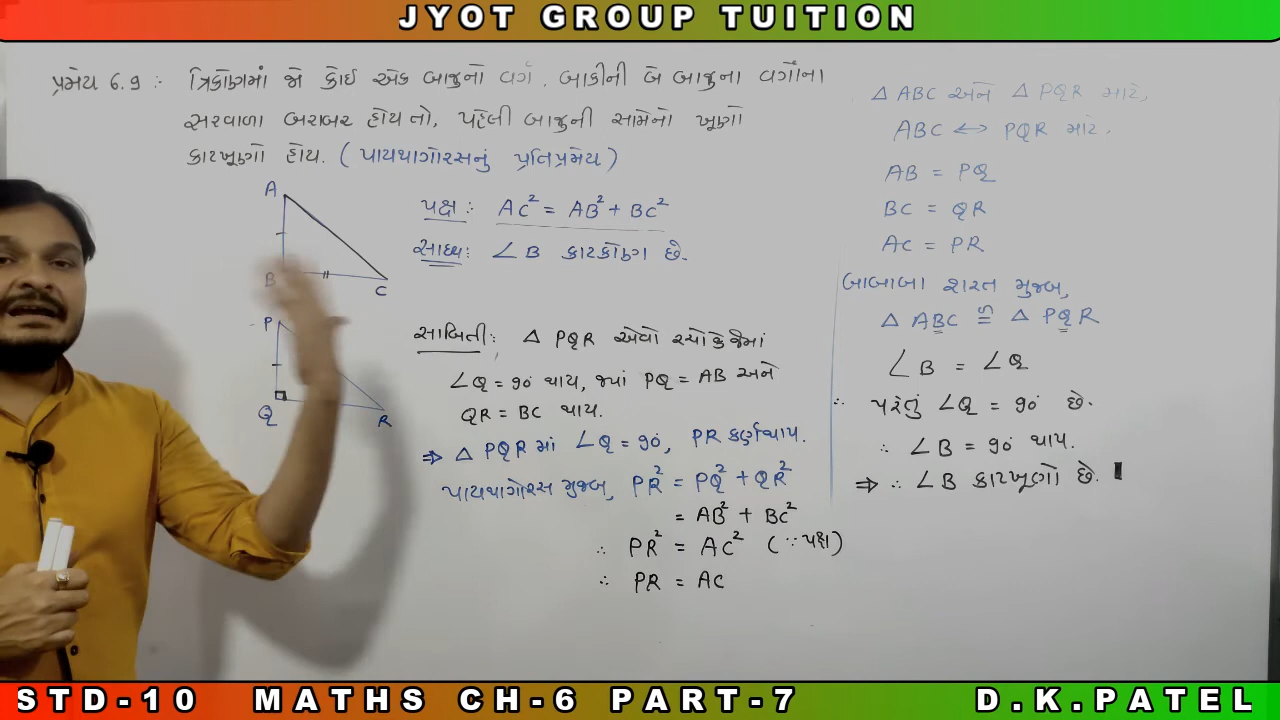 JYOT GROUP TUITION
પ્રમેય 6.9 :- ત્રિકોણમાં જો કોઈ એક બાજુનો વર્ગ, બાકીની બે બાજુના વર્ગોના
સરવાળા બરાબર હોય તો, પહેલી બાજુની સામેનો ખૂણો
કાટખૂણો હોય. (પાયથાગોરસનું પ્રતિપ્રમેય)
A
B
C
P
Q
R
પક્ષ : AC² = AB² + BC²
સાધ્ય : ∠B કાટકોણ છે.
સાબિતી : △ PQR એવો રચો કે જેમાં
∠Q = 90° થાય, જ્યાં PQ = AB અને
QR = BC થાય.
⇒ △ PQR માં ∠Q = 90°, PR કર્ણ થાય.
પાયથાગોરસ મુજબ, PR² = PQ² + QR²
= AB² + BC²
∴ PR² = AC² (∵ પક્ષ)
∴ PR = AC
△ ABC અને △ PQR માટે,
ABC ↔ PQR માટે,
AB = PQ
BC = QR
AC = PR
બાબાબા શરત મુજબ,
△ ABC ≅ △ PQR
∠B = ∠Q
∴ પરંતુ ∠Q = 90° છે.
∴ ∠B = 90° થાય.
⇒ ∴ ∠B કાટખૂણો છે.
STD-10 MATHS CH-6 PART-7 D.K.PATEL